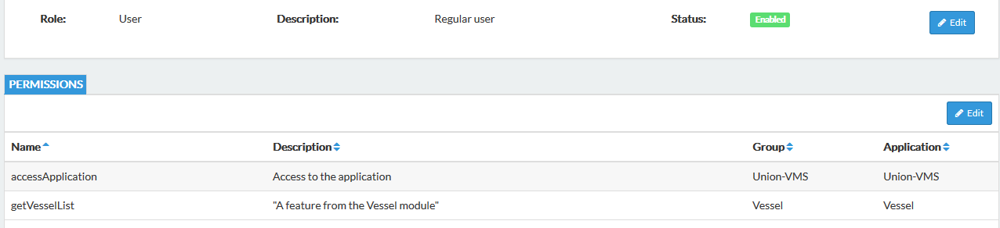 Role: User Description: Regular user Status: Enabled Edit
PERMISSIONS
Edit
Name Description Group Application
accessApplication Access to the application Union-VMS Union-VMS
getVesselList "A feature from the Vessel module" Vessel Vessel